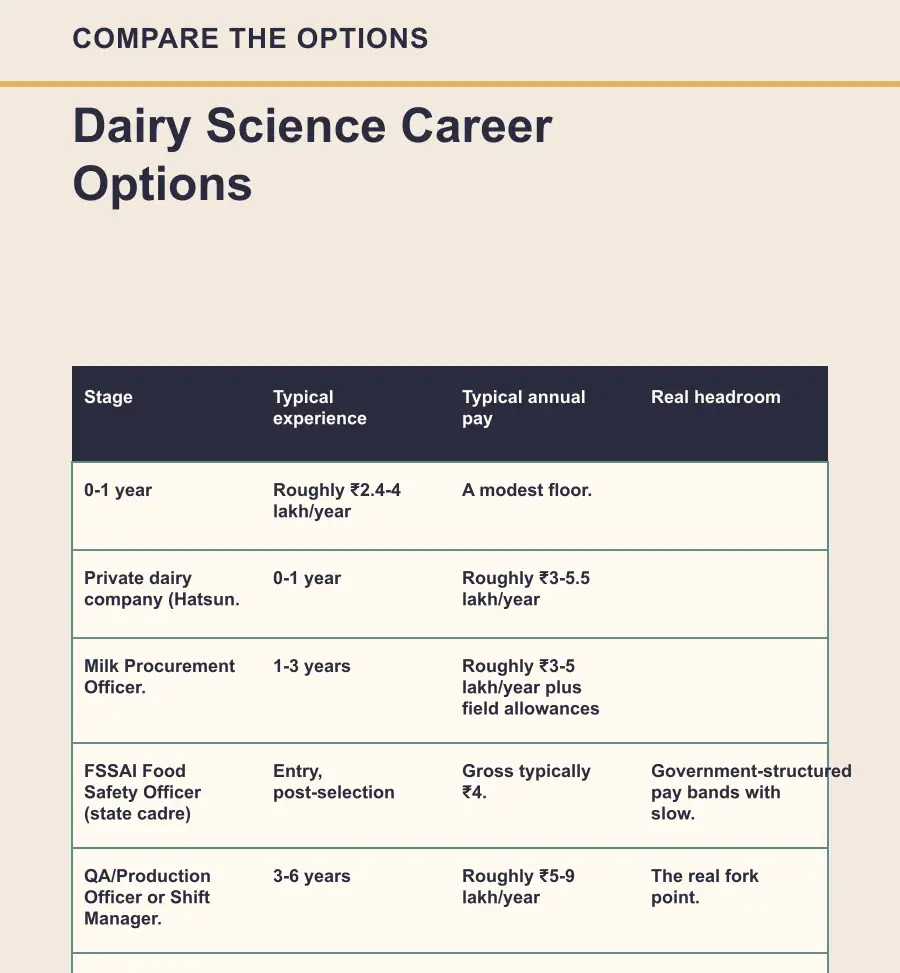 COMPARE THE OPTIONS
Dairy Science Career
Options
Stage
Typical
experience
Typical annual
pay
Real headroom
0-1 year
Roughly ₹2.4-4
lakh/year
A modest floor.
Private dairy
company (Hatsun.
0-1 year
Roughly ₹3-5.5
lakh/year
Milk Procurement
Officer.
1-3 years
Roughly ₹3-5
lakh/year plus
field allowances
FSSAI Food
Safety Officer
(state cadre)
Entry,
post-selection
Gross typically
₹4.
Government-structured
pay bands with
slow.
QA/Production
Officer or Shift
Manager.
3-6 years
Roughly ₹5-9
lakh/year
The real fork
point.